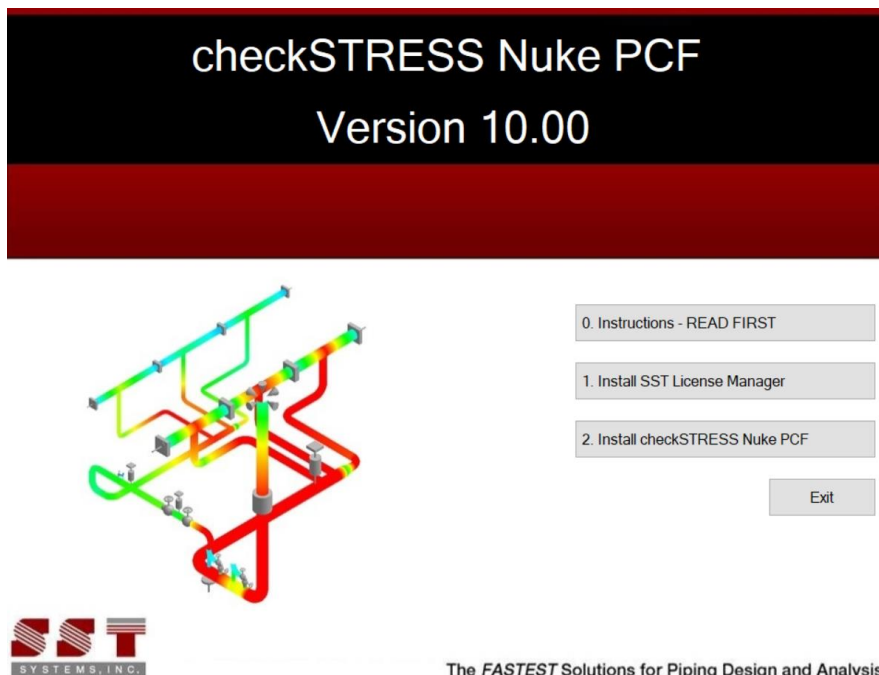 checkSTRESS Nuke PCF
Version 10.00
0. Instructions - READ FIRST
1. Install SST License Manager
2. Install checkSTRESS Nuke PCF
Exit
SST
SYSTEMS, INC.
The FASTEST Solutions for Piping Design and Analysis